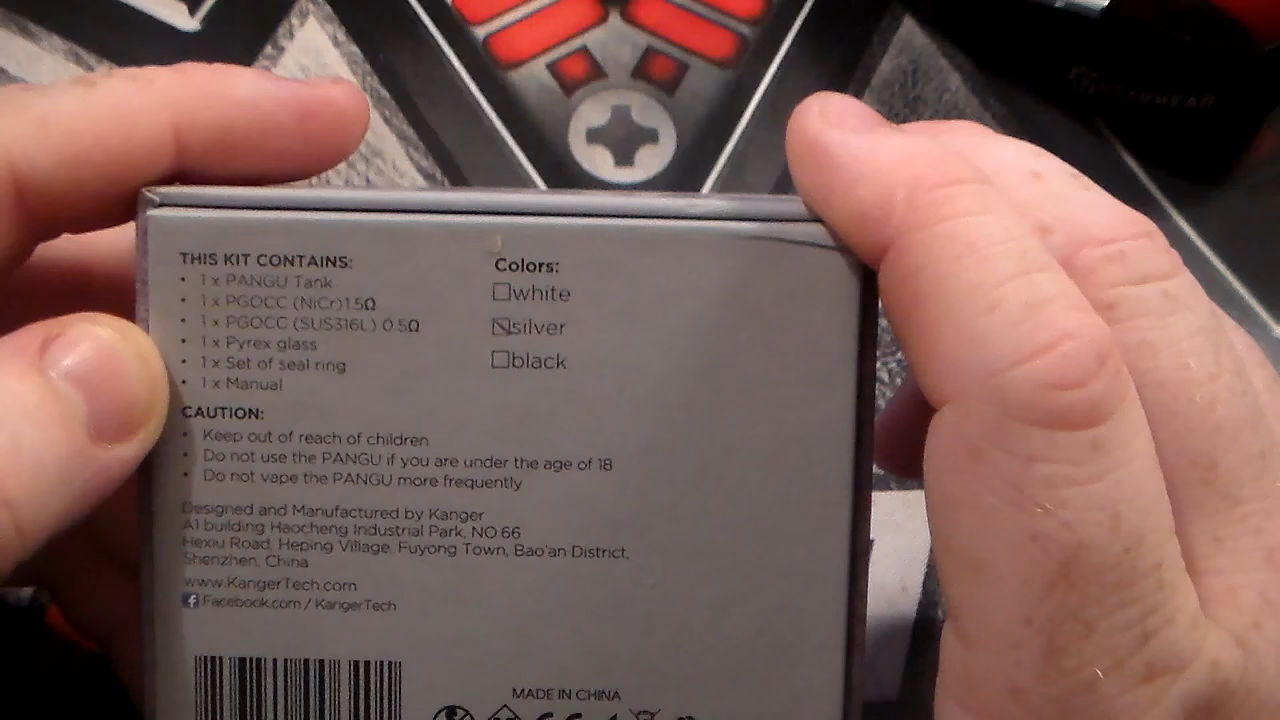 THIS KIT CONTAINS:
• 1 x PANGU Tank
• 1 x PGOCC (NiCr)1.5Ω
• 1 x PGOCC (SUS316L) 0.5Ω
• 1 x Pyrex glass
• 1 x Set of seal ring
• 1 x Manual
Colors:
☐white
☒silver
☐black
CAUTION:
• Keep out of reach of children
• Do not use the PANGU if you are under the age of 18
• Do not vape the PANGU more frequently
Designed and Manufactured by Kanger
A1 building Haocheng Industrial Park, NO.66
Hexiu Road, Heping Village, Fuyong Town, Bao'an District,
Shenzhen, China
www.KangerTech.com
Facebook.com / KangerTech
MADE IN CHINA